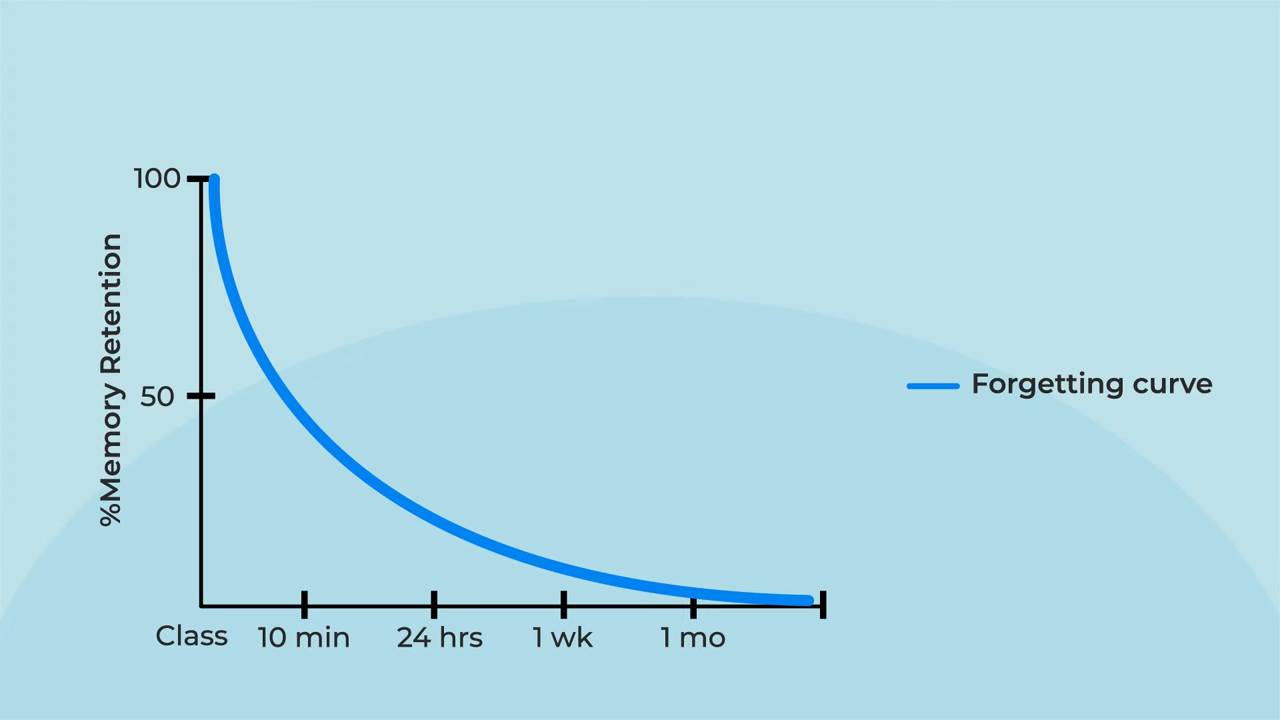 100
50
%Memory Retention
Class
10 min
24 hrs
1 wk
1 mo
Forgetting curve